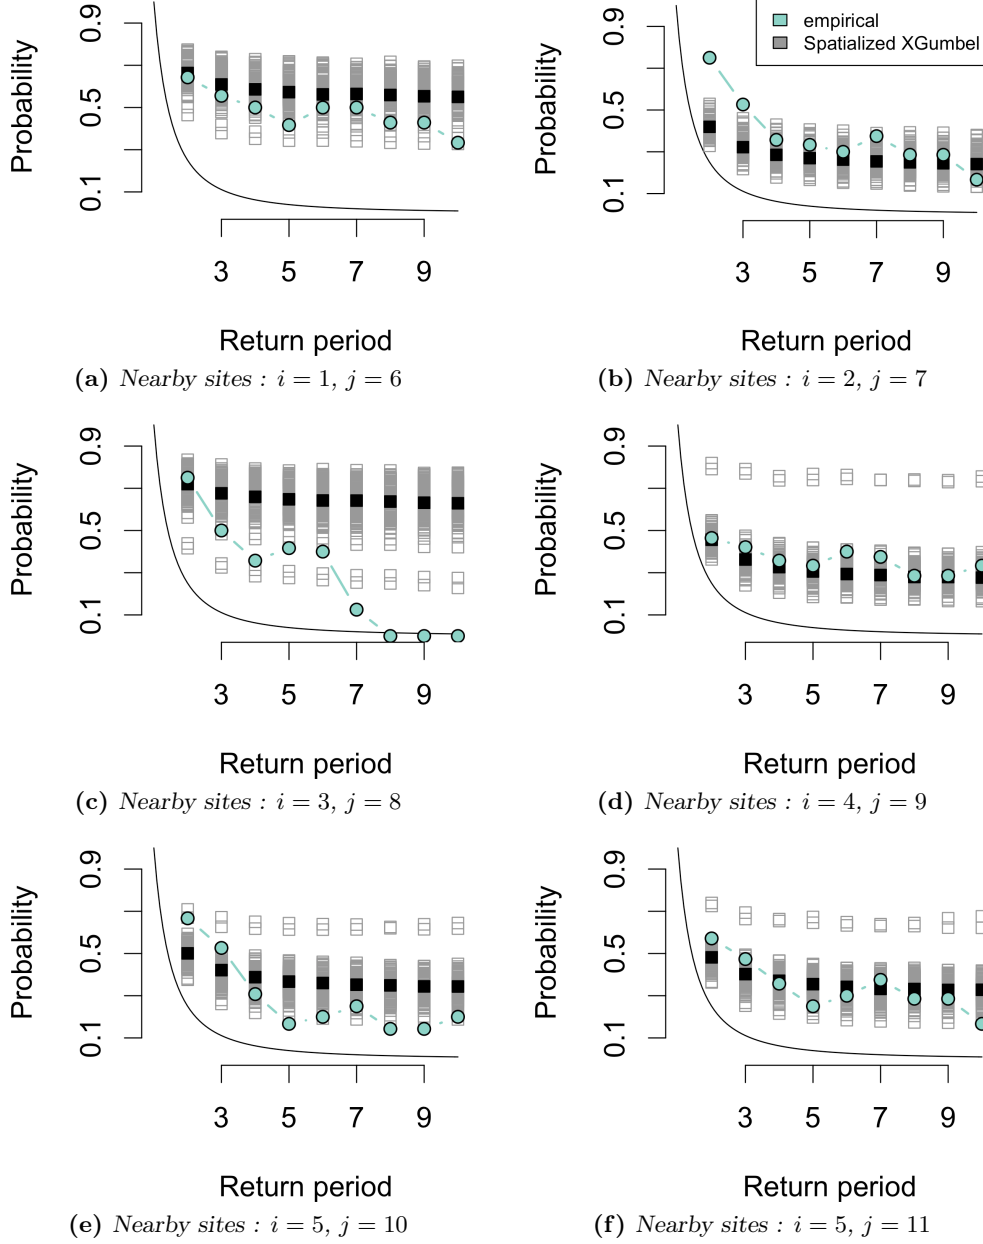 empirical
Spatialized XGumbel
Probability
0.9
0.5
0.1
3 5 7 9
Return period
(a) Nearby sites : i = 1, j = 6
Probability
0.9
0.5
0.1
3 5 7 9
Return period
(b) Nearby sites : i = 2, j = 7
Probability
0.9
0.5
0.1
3 5 7 9
Return period
(c) Nearby sites : i = 3, j = 8
Probability
0.9
0.5
0.1
3 5 7 9
Return period
(d) Nearby sites : i = 4, j = 9
Probability
0.9
0.5
0.1
3 5 7 9
Return period
(e) Nearby sites : i = 5, j = 10
Probability
0.9
0.5
0.1
3 5 7 9
Return period
(f) Nearby sites : i = 5, j = 11